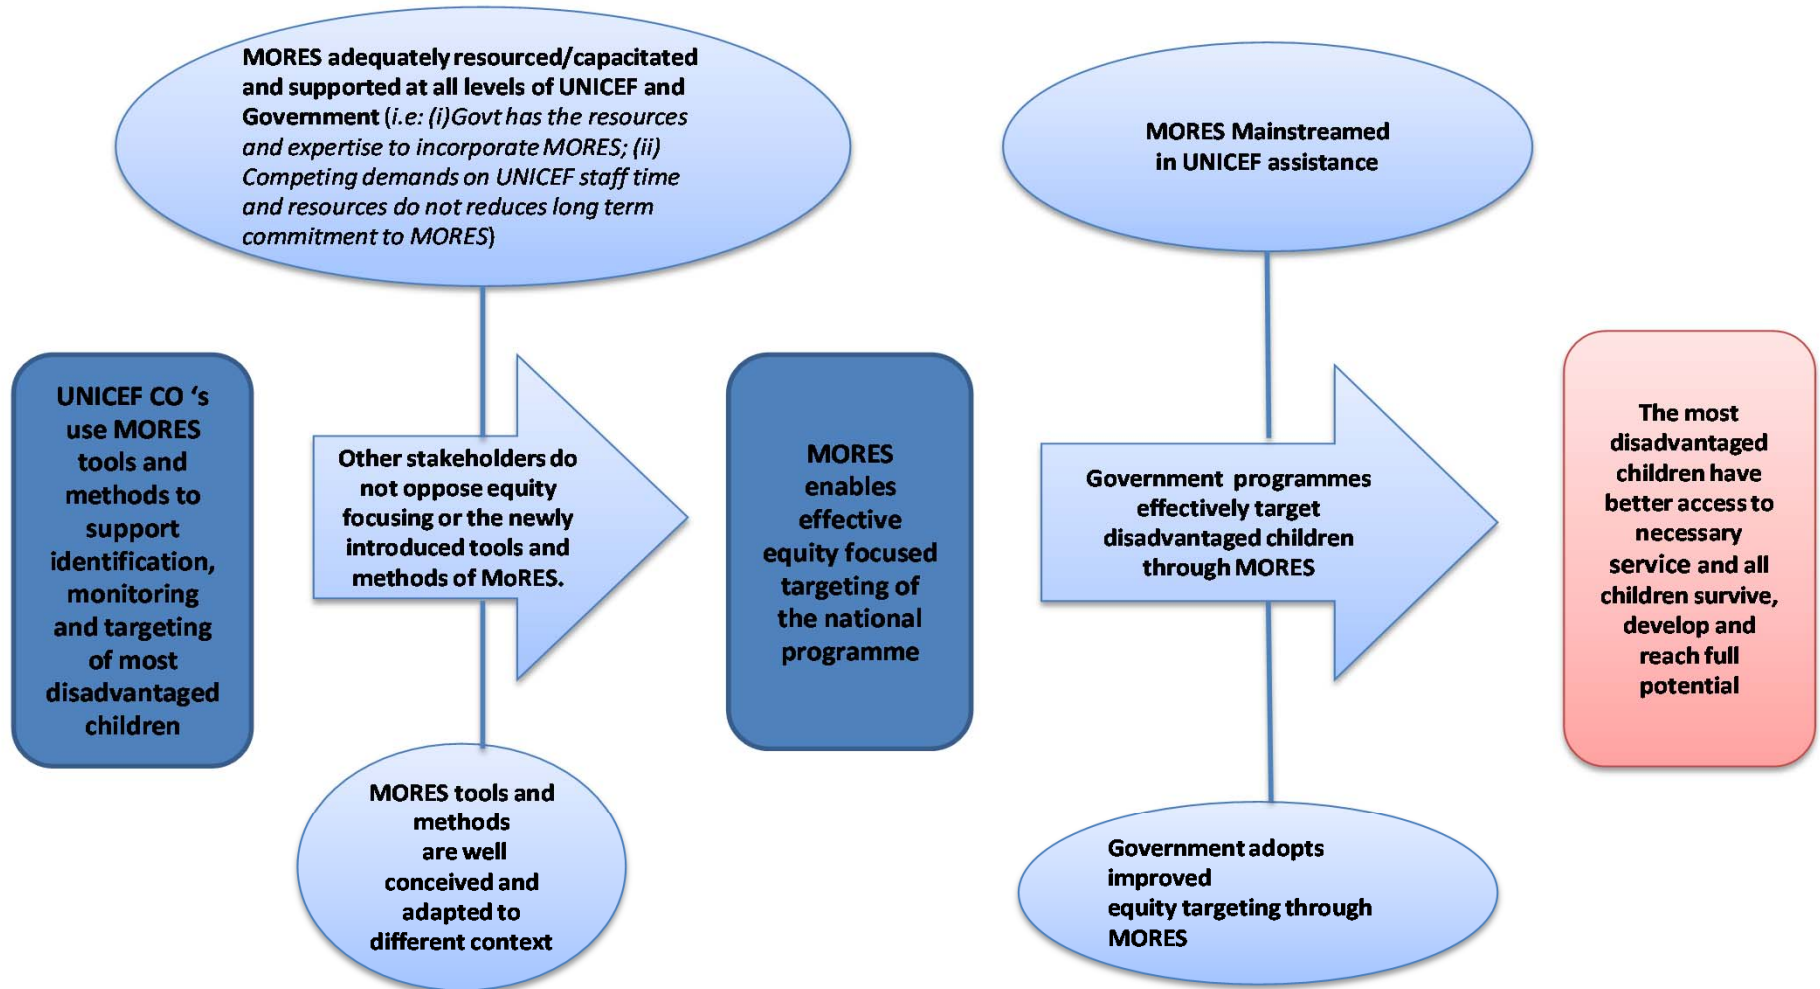 MORES adequately resourced/capacitated
and supported at all levels of UNICEF and
Government (i.e: (i)Govt has the resources
and expertise to incorporate MORES; (ii)
Competing demands on UNICEF staff time
and resources do not reduces long term
commitment to MORES)
MORES Mainstreamed
in UNICEF assistance
UNICEF CO ‘s
use MORES
tools and
methods to
support
identification,
monitoring
and targeting
of most
disadvantaged
children
Other stakeholders do
not oppose equity
focusing or the newly
introduced tools and
methods of MoRES.
MORES
enables
effective
equity focused
targeting of
the national
programme
Government programmes
effectively target
disadvantaged children
through MORES
The most
disadvantaged
children have
better access to
necessary
service and all
children survive,
develop and
reach full
potential
MORES tools and
methods
are well
conceived and
adapted to
different context
Government adopts
improved
equity targeting through
MORES